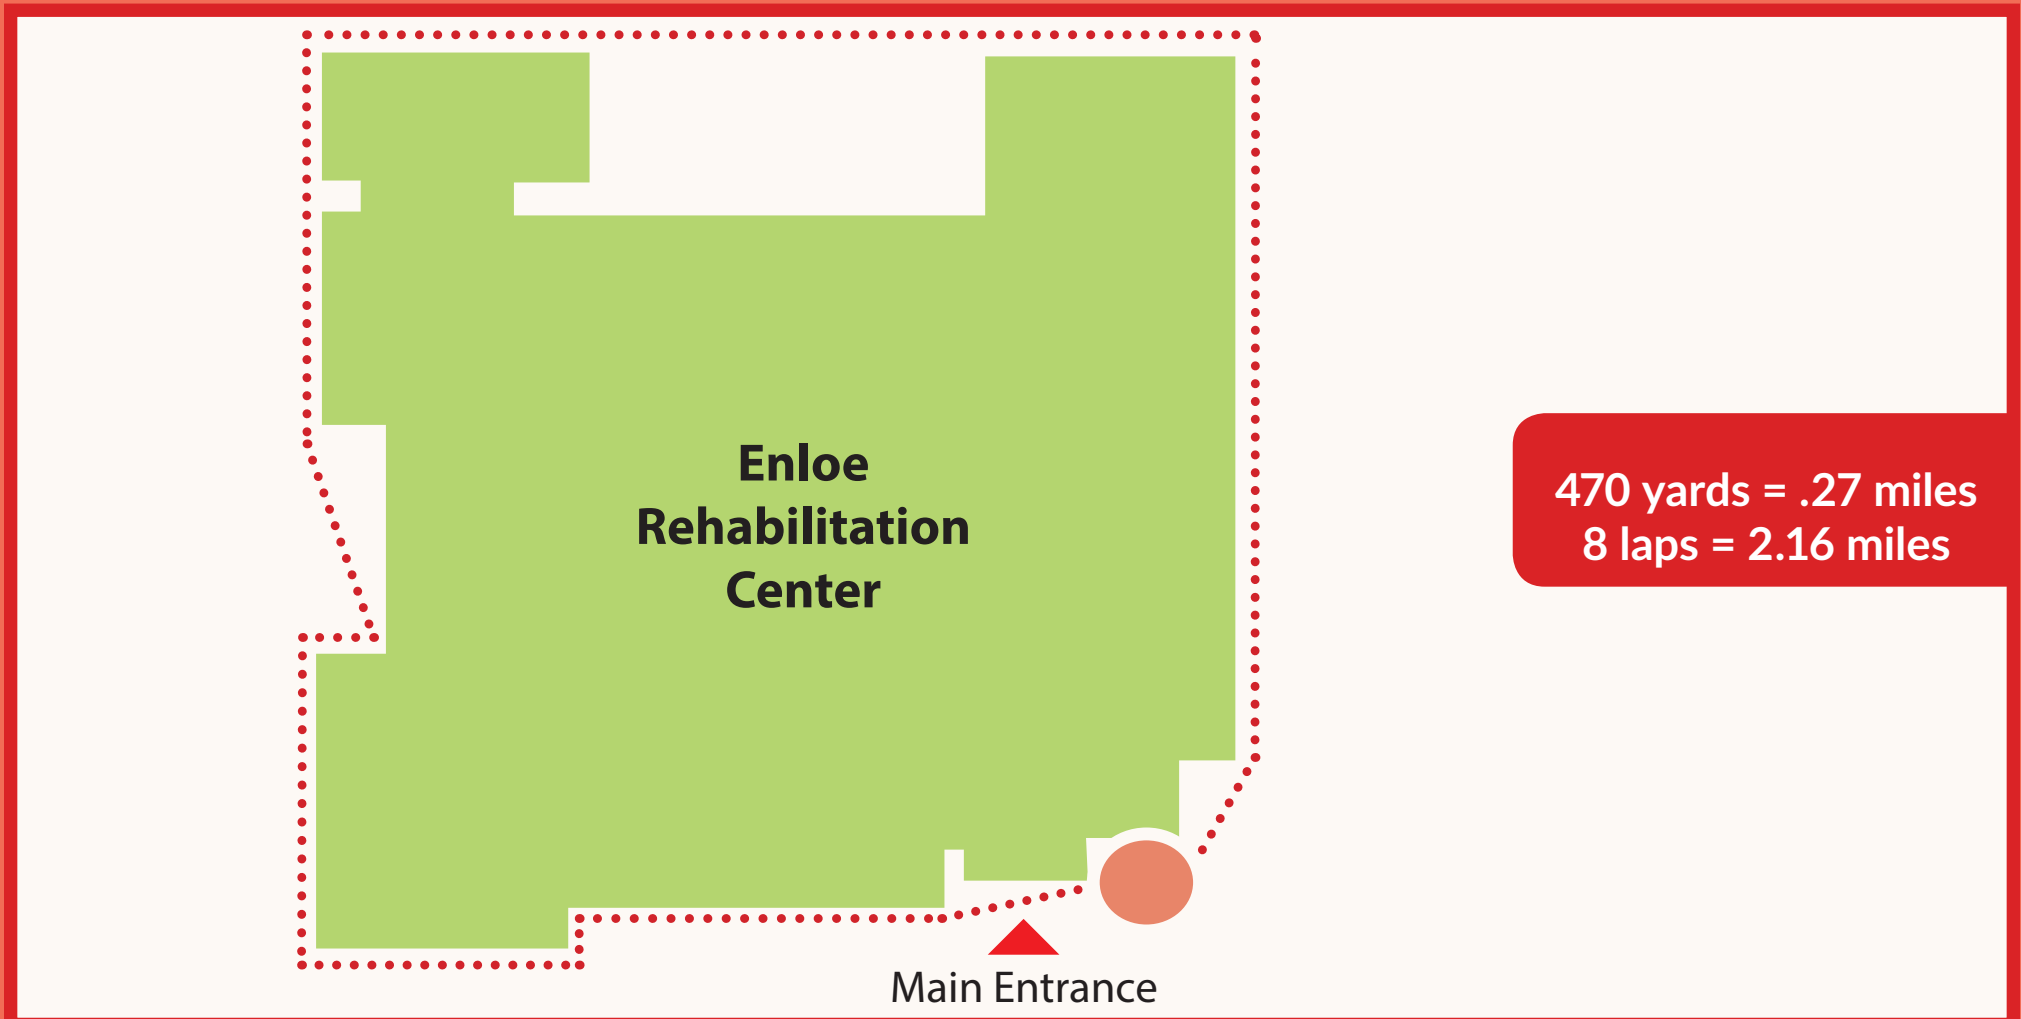 Enloe
Rehabilitation
Center
470 yards = .27 miles
8 laps = 2.16 miles
Main Entrance